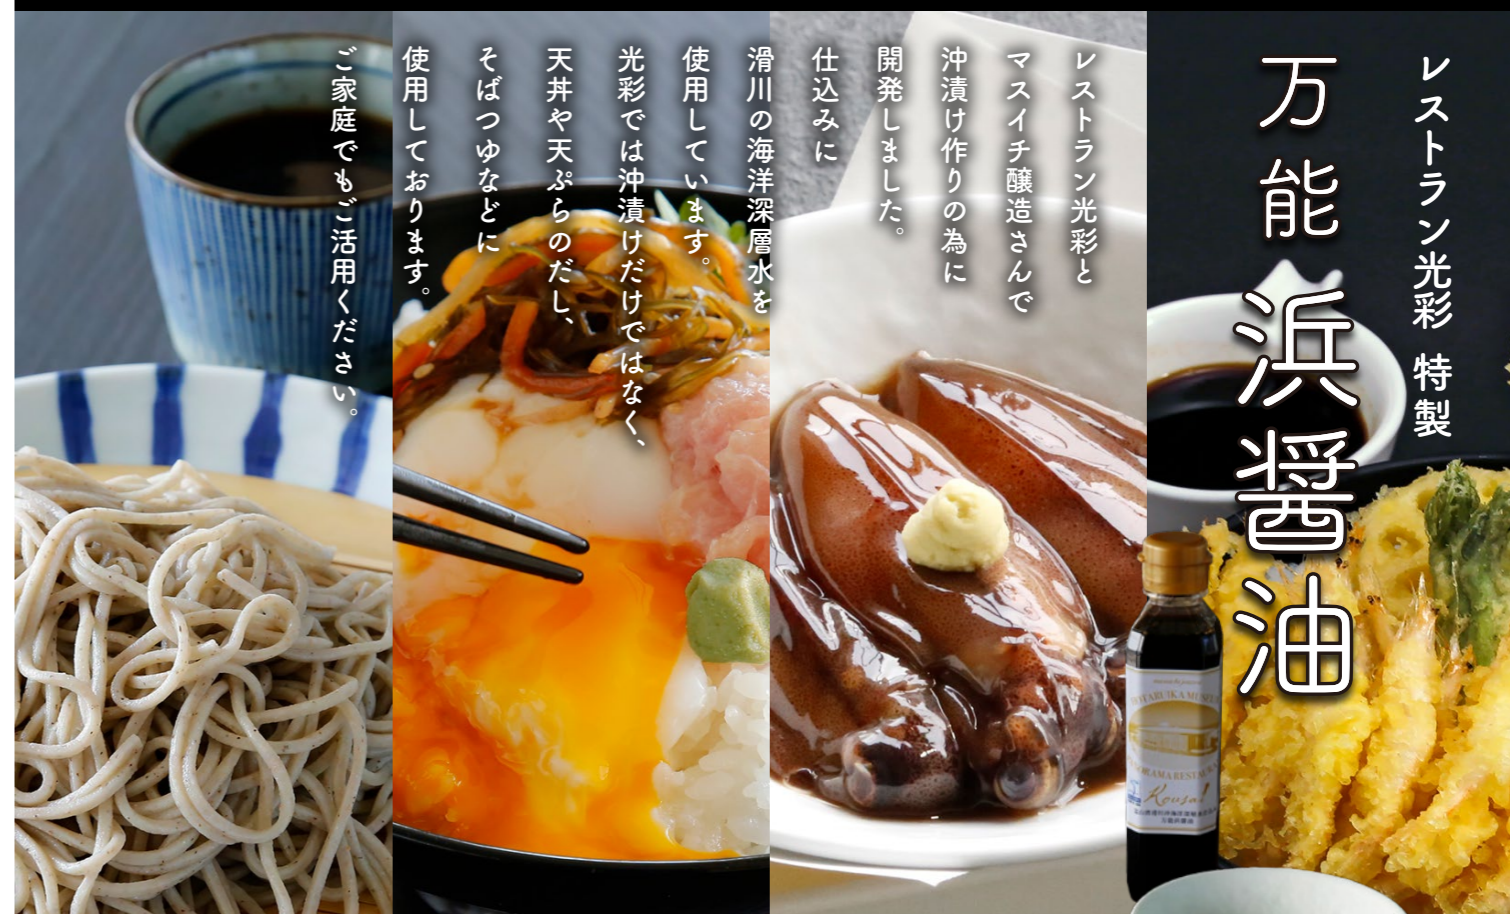 レストラン光彩 特製
万能浜醤油
レストラン光彩と
マスイチ醸造さんで
沖漬け作りの為に
開発しました。
仕込みに
滑川の海洋深層水を
使用しています。
光彩では沖漬けだけではなく、
天丼や天ぷらのだし、
そばつゆなどに
使用しております。
ご家庭でもご活用ください。
HOTARUIKA MUSEUM
PANORAMA RESTAURANT
Kousai